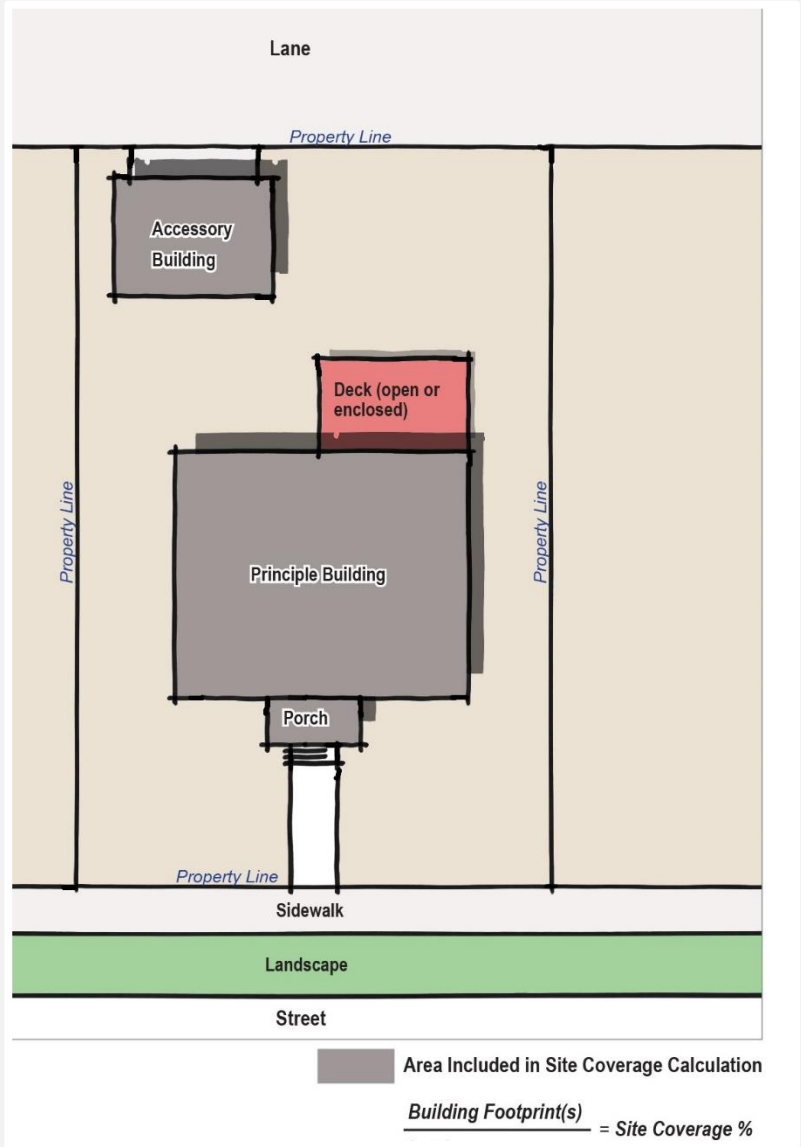 Lane
Property Line
Accessory
Building
Deck (open or
enclosed)
Property Line
Property Line
Principle Building
Porch
Property Line
Sidewalk
Landscape
Street
Area Included in Site Coverage Calculation
Building Footprint(s)
= Site Coverage %